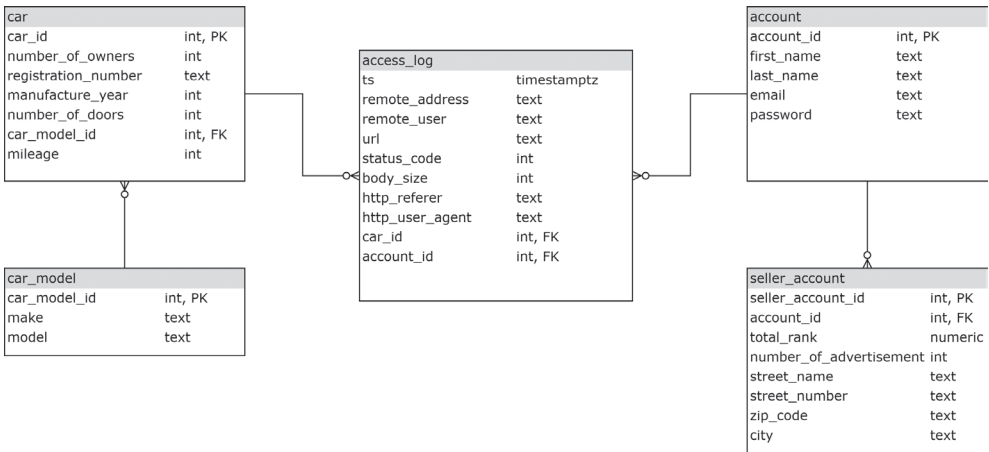 car
car_id int, PK
number_of_owners int
registration_number text
manufacture_year int
number_of_doors int
car_model_id int, FK
mileage int
car_model
car_model_id int, PK
make text
model text
access_log
ts timestamptz
remote_address text
remote_user text
url text
status_code int
body_size int
http_referer text
http_user_agent text
car_id int, FK
account_id int, FK
account
account_id int, PK
first_name text
last_name text
email text
password text
seller_account
seller_account_id int, PK
account_id int, FK
total_rank numeric
number_of_advertisement int
street_name text
street_number text
zip_code text
city text